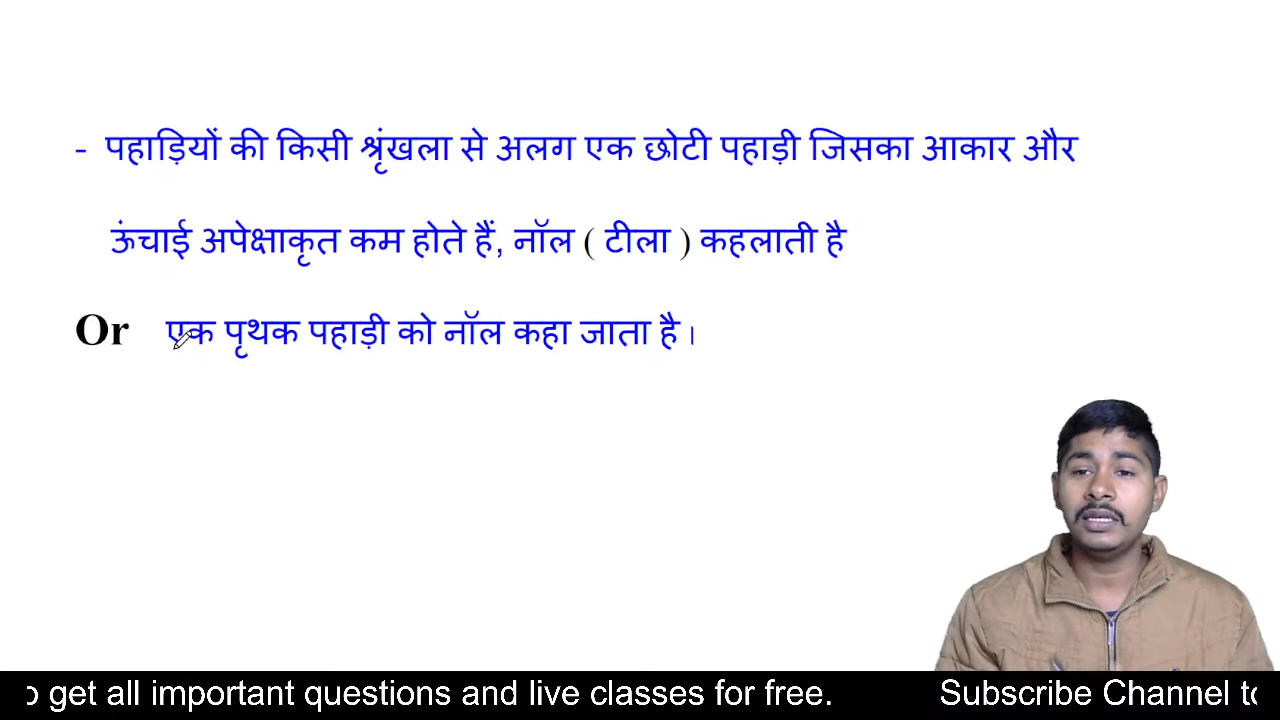 - पहाड़ियों की किसी श्रृंखला से अलग एक छोटी पहाड़ी जिसका आकार और
ऊंचाई अपेक्षाकृत कम होते हैं, नॉल ( टीला ) कहलाती है
Or एक पृथक पहाड़ी को नॉल कहा जाता है।
get all important questions and live classes for free. Subscribe Channel